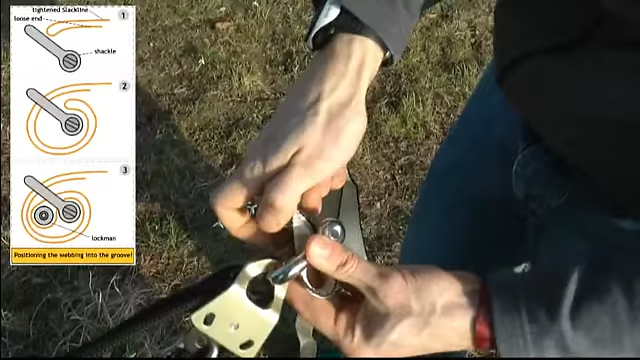 tightened Slackline
1
loose end
shackle
2
3
lockman
Positioning the webbing into the groove!